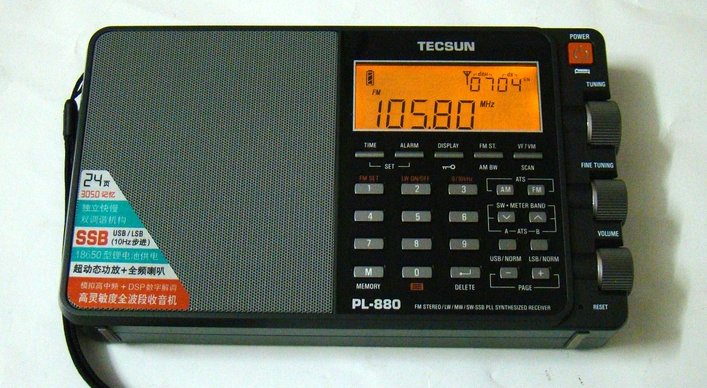 TECSUN
POWER
dBμ dB
0704
FM
105.80 MHz
TUNING
TIME ALARM DISPLAY FM ST. VF/VM
SET AM BW SCAN
FM SET LW ON/OFF 9/10kHz ATS
1 2 3 AM FM
FINE TUNING
SW • METER BAND
4 5 6
A ATS B
7 8 9
USB/NORM LSB/NORM
VOLUME
M 0 − +
MEMORY DELETE PAGE
PL-880 FM STEREO/LW/MW/SW-SSB PLL SYNTHESIZED RECEIVER
RESET
24页
3050记忆
独立快慢
双调谐机构
SSB USB/LSB
(10Hz步进)
18650型锂电池供电
超动态功放+全频喇叭
模拟高中频+DSP数字解调
高灵敏度全波段收音机